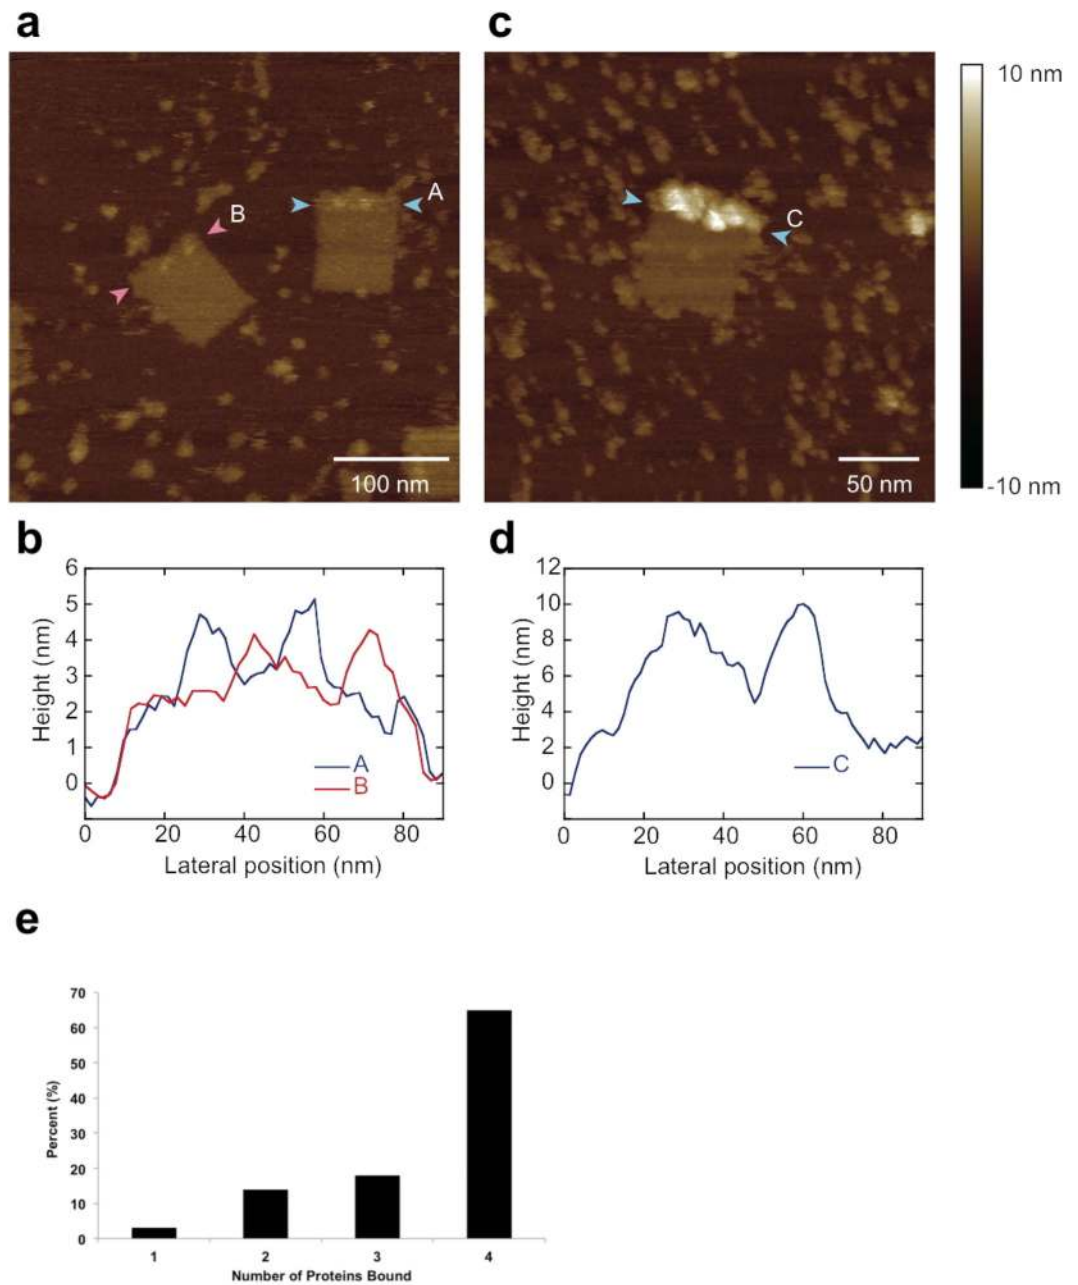 a
c
A
B
C
100 nm
50 nm
10 nm
-10 nm
b
6
5
4
3
2
0
Height (nm)
A
B
0 20 40 60 80
Lateral position (nm)
d
12
10
8
6
4
2
0
Height (nm)
C
0 20 40 60 80
Lateral position (nm)
e
70
60
50
40
30
20
10
0
Percent (%)
1 2 3 4
Number of Proteins Bound